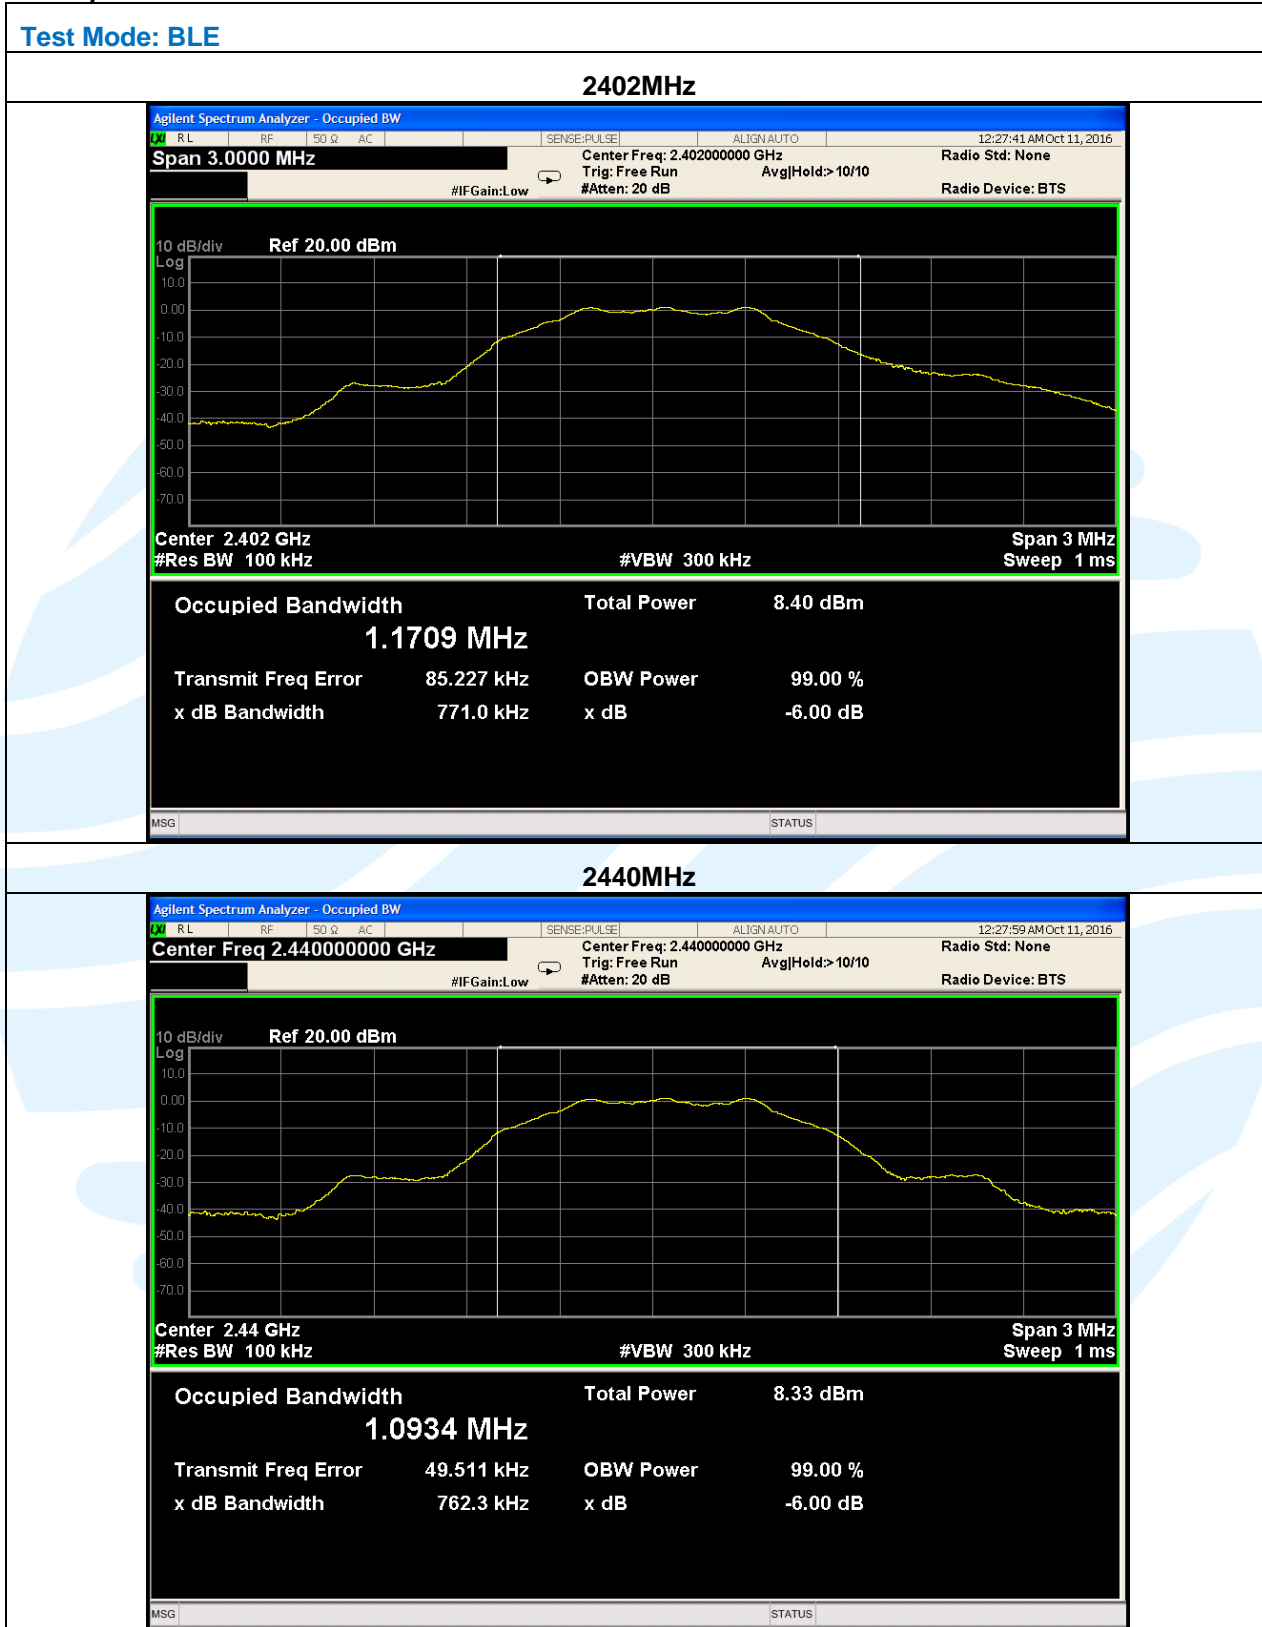 Test Mode: BLE
2402MHz
Agilent Spectrum Analyzer - Occupied BW
LXI RL RF 50 Ω AC SENSE:PULSE ALIGN AUTO 12:27:41 AM Oct 11, 2016
Span 3.0000 MHz Center Freq: 2.402000000 GHz Radio Std: None
Trig: Free Run Avg|Hold:>10/10
#IFGain:Low #Atten: 20 dB Radio Device: BTS
10 dB/div Ref 20.00 dBm
Log
10.0
0.00
-10.0
-20.0
-30.0
-40.0
-50.0
-60.0
-70.0
Center 2.402 GHz Span 3 MHz
#Res BW 100 kHz #VBW 300 kHz Sweep 1 ms
Occupied Bandwidth Total Power 8.40 dBm
1.1709 MHz
Transmit Freq Error 85.227 kHz OBW Power 99.00 %
x dB Bandwidth 771.0 kHz x dB -6.00 dB
MSG STATUS
2440MHz
Agilent Spectrum Analyzer - Occupied BW
LXI RL RF 50 Ω AC SENSE:PULSE ALIGN AUTO 12:27:59 AM Oct 11, 2016
Center Freq 2.440000000 GHz Center Freq: 2.440000000 GHz Radio Std: None
Trig: Free Run Avg|Hold:>10/10
#IFGain:Low #Atten: 20 dB Radio Device: BTS
10 dB/div Ref 20.00 dBm
Log
10.0
0.00
-10.0
-20.0
-30.0
-40.0
-50.0
-60.0
-70.0
Center 2.44 GHz Span 3 MHz
#Res BW 100 kHz #VBW 300 kHz Sweep 1 ms
Occupied Bandwidth Total Power 8.33 dBm
1.0934 MHz
Transmit Freq Error 49.511 kHz OBW Power 99.00 %
x dB Bandwidth 762.3 kHz x dB -6.00 dB
MSG STATUS